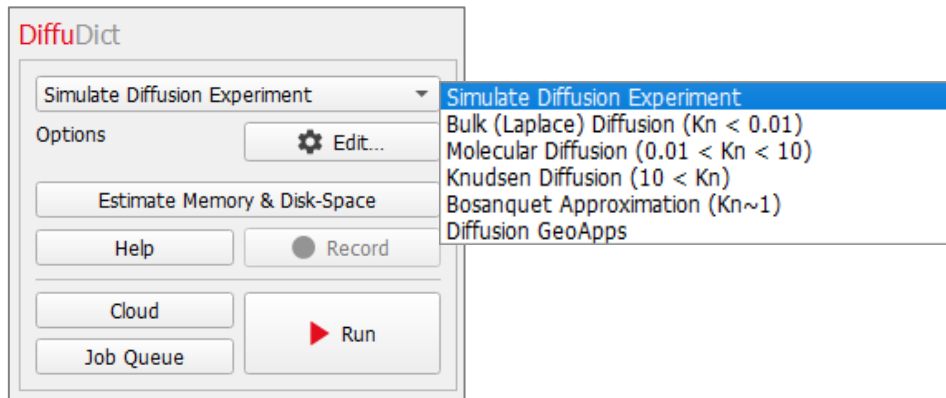 DiffuDict
Simulate Diffusion Experiment
Options
Edit...
Estimate Memory & Disk-Space
Help
Record
Cloud
Job Queue
Run
Simulate Diffusion Experiment
Bulk (Laplace) Diffusion (Kn < 0.01)
Molecular Diffusion (0.01 < Kn < 10)
Knudsen Diffusion (10 < Kn)
Bosanquet Approximation (Kn~1)
Diffusion GeoApps